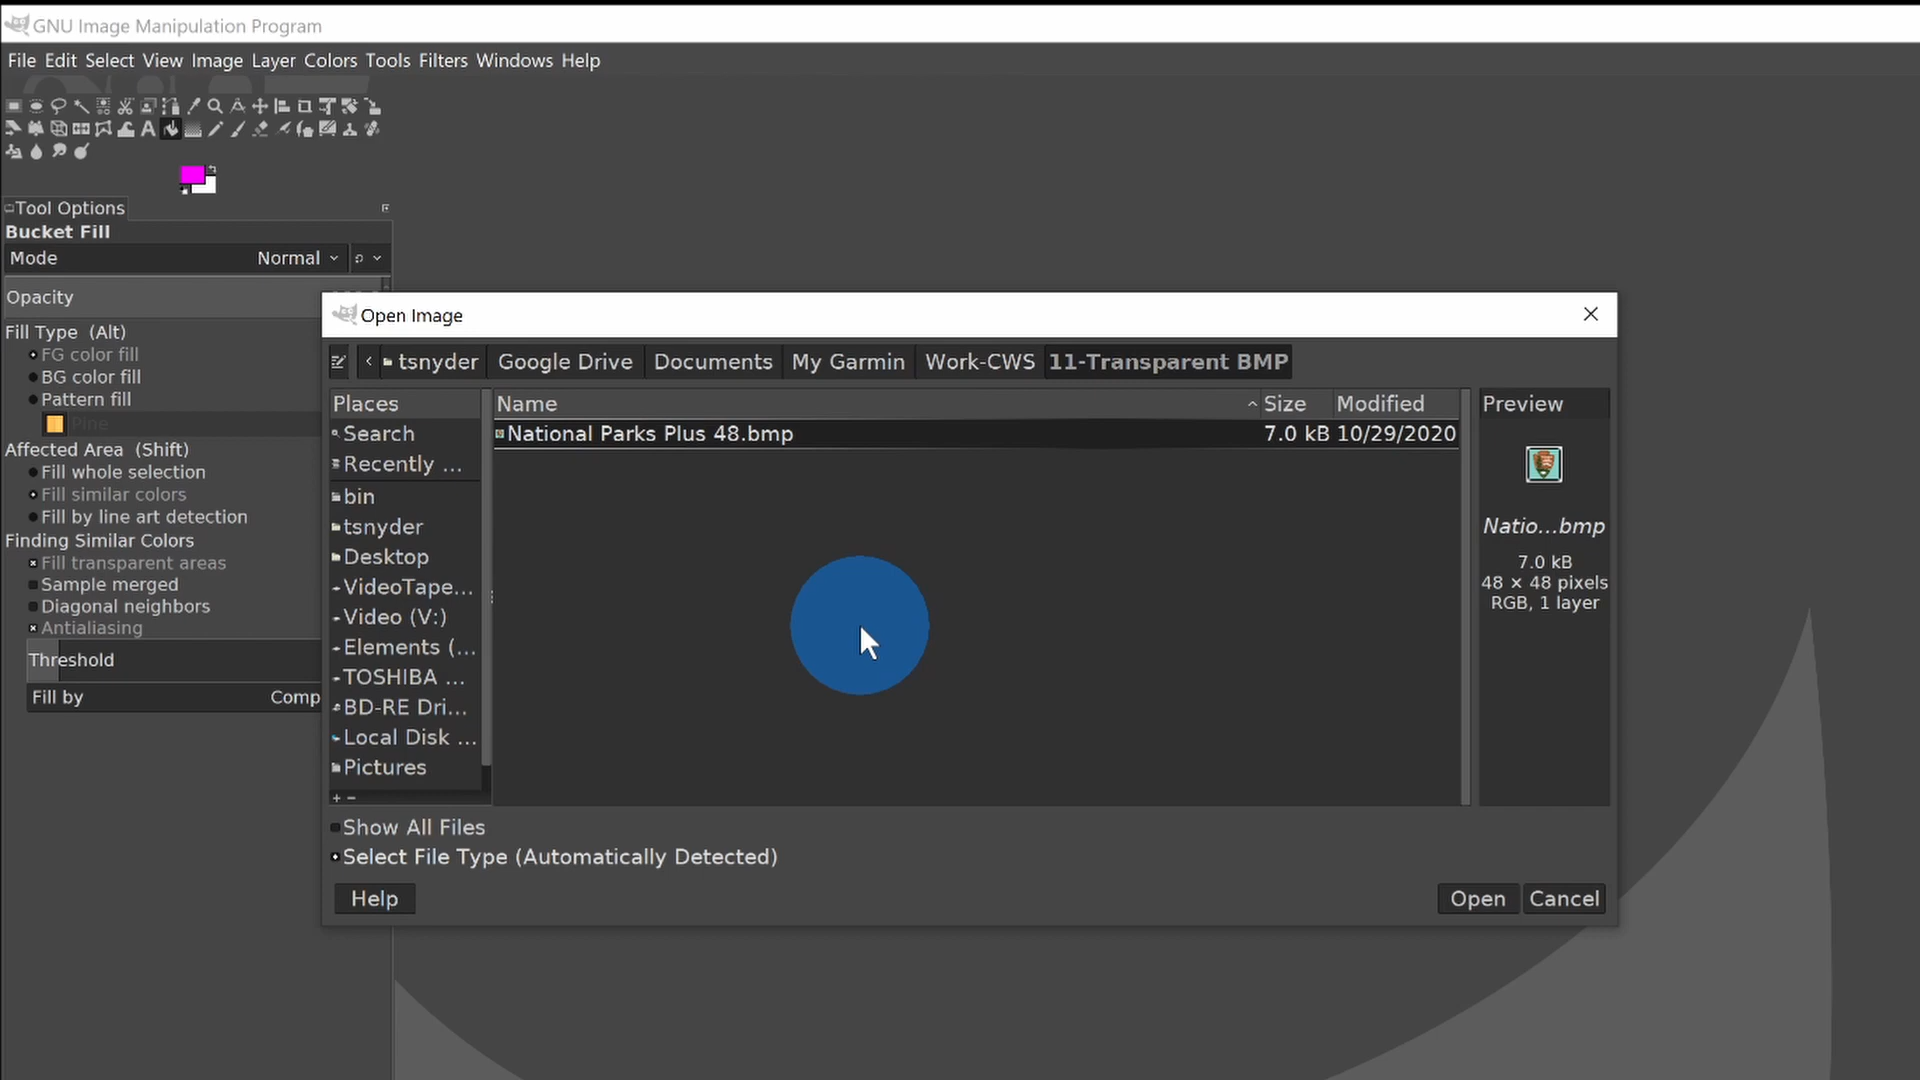 GNU Image Manipulation Program
File Edit Select View Image Layer Colors Tools Filters Windows Help
Tool Options
Bucket Fill
Mode Normal
Opacity
Fill Type (Alt)
FG color fill
BG color fill
Pattern fill
Pine
Affected Area (Shift)
Fill whole selection
Fill similar colors
Fill by line art detection
Finding Similar Colors
Fill transparent areas
Sample merged
Diagonal neighbors
Antialiasing
Threshold
Fill by Comp
Open Image
tsnyder Google Drive Documents My Garmin Work-CWS 11-Transparent BMP
Places
Search
Recently ...
bin
tsnyder
Desktop
VideoTape...
Video (V:)
Elements (...
TOSHIBA ...
BD-RE Dri...
Local Disk ...
Pictures
Name Size Modified
National Parks Plus 48.bmp 7.0 kB 10/29/2020
Preview
Natio...bmp
7.0 kB
48 × 48 pixels
RGB, 1 layer
Show All Files
Select File Type (Automatically Detected)
Help Open Cancel